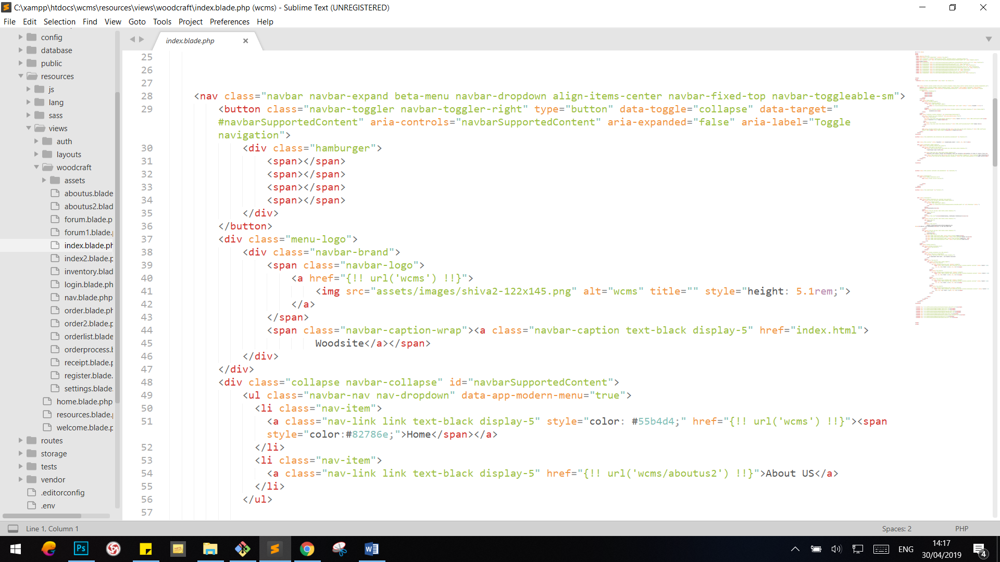 C:\xampp\htdocs\wcms\resources\views\woodcraft\index.blade.php (wcms) - Sublime Text (UNREGISTERED)
File Edit Selection Find View Goto Tools Project Preferences Help
config
database
public
resources
js
lang
sass
views
auth
layouts
woodcraft
assets
aboutus.blade
aboutus2.blad
forum.blade.p
forum1.blade.
index.blade.ph
index2.blade.p
inventory.blad
login.blade.ph
nav.blade.php
order.blade.ph
order2.blade.p
orderlist.blade
orderprocess.b
receipt.blade.p
register.blade.
settings.blade.
home.blade.php
resources.blade.p
welcome.blade.p
routes
storage
tests
vendor
.editorconfig
.env
index.blade.php
25
26
27
28 <nav class="navbar navbar-expand beta-menu navbar-dropdown align-items-center navbar-fixed-top navbar-toggleable-sm">
29 <button class="navbar-toggler navbar-toggler-right" type="button" data-toggle="collapse" data-target="
#navbarSupportedContent" aria-controls="navbarSupportedContent" aria-expanded="false" aria-label="Toggle
navigation">
30 <div class="hamburger">
31 <span></span>
32 <span></span>
33 <span></span>
34 <span></span>
35 </div>
36 </button>
37 <div class="menu-logo">
38 <div class="navbar-brand">
39 <span class="navbar-logo">
40 <a href="{!! url('wcms') !!}">
41 <img src="assets/images/shiva2-122x145.png" alt="wcms" title="" style="height: 5.1rem;">
42 </a>
43 </span>
44 <span class="navbar-caption-wrap"><a class="navbar-caption text-black display-5" href="index.html">
45 Woodsite</a></span>
46 </div>
47 </div>
48 <div class="collapse navbar-collapse" id="navbarSupportedContent">
49 <ul class="navbar-nav nav-dropdown" data-app-modern-menu="true">
50 <li class="nav-item">
51 <a class="nav-link link text-black display-5" style="color: #55b4d4;" href="{!! url('wcms') !!}"><span
style="color:#82786e;">Home</span></a>
52 </li>
53 <li class="nav-item">
54 <a class="nav-link link text-black display-5" href="{!! url('wcms/aboutus2') !!}">About US</a>
55 </li>
56 </ul>
57
Line 1, Column 1 Spaces: 2 PHP
Ps
ENG
14:17
30/04/2019
4